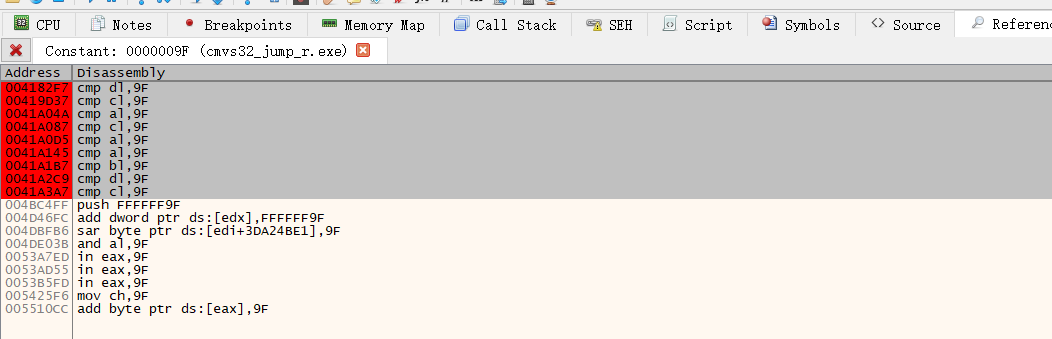 CPU Notes Breakpoints Memory Map Call Stack SEH Script Symbols Source Referenc
Constant: 0000009F (cmvs32_jump_r.exe)
Address Disassembly
004182F7 cmp dl,9F
00419D37 cmp cl,9F
0041A04A cmp al,9F
0041A087 cmp cl,9F
0041A0D5 cmp al,9F
0041A145 cmp al,9F
0041A1B7 cmp bl,9F
0041A2C9 cmp dl,9F
0041A3A7 cmp cl,9F
004BC4FF push FFFFFF9F
004D46FC add dword ptr ds:[edx],FFFFFF9F
004DBFB6 sar byte ptr ds:[edi+3DA24BE1],9F
004DE03B and al,9F
0053A7ED in eax,9F
0053AD55 in eax,9F
0053B5FD in eax,9F
005425F6 mov ch,9F
005510CC add byte ptr ds:[eax],9F